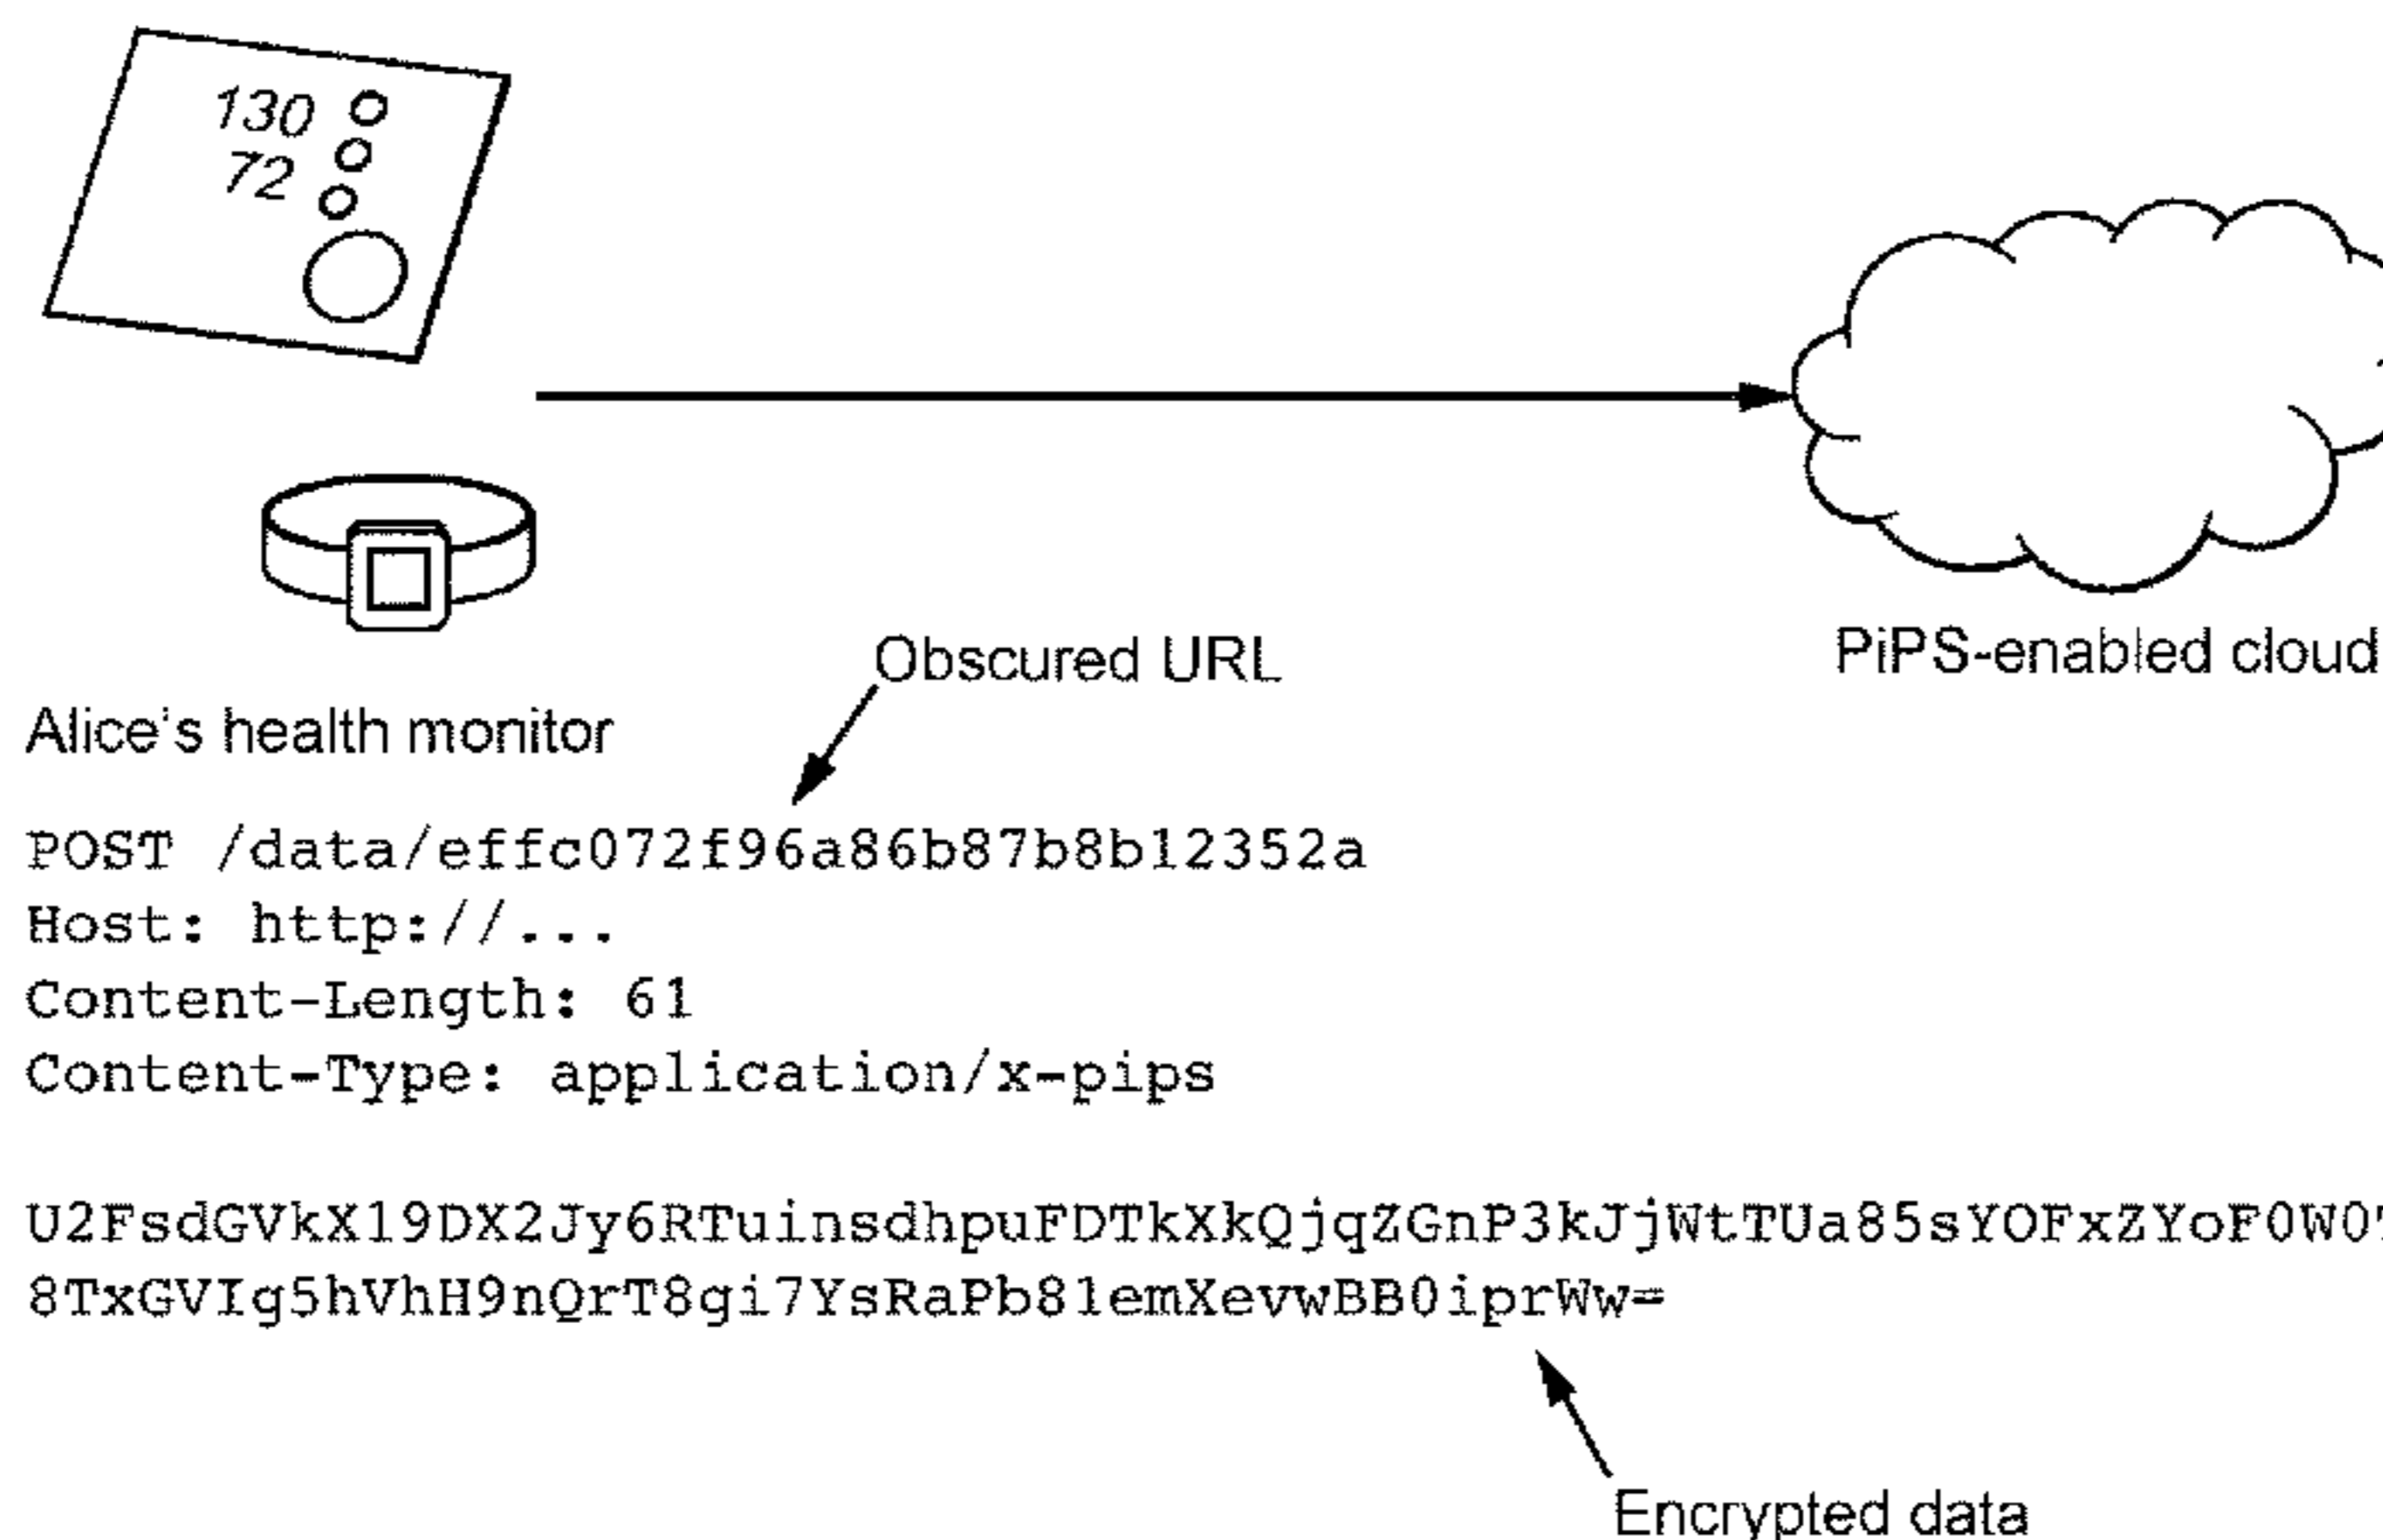 130
72
Obscured URL
PiPS-enabled cloud
Alice's health monitor
POST /data/effc072f96a86b87b8b12352a
Host: http://...
Content-Length: 61
Content-Type: application/x-pips
U2FsdGVkX19DX2Jy6RTuinsdhpuFDTkXkQjqZGnP3kJjWtTUa85sYOFxZYoF0W0
8TxGVIg5hVhH9nQrT8gi7YsRaPb81emXevwBB0iprWw=
Encrypted data